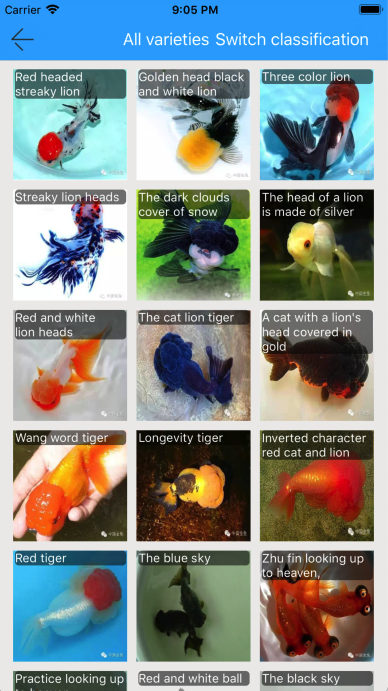 Carrier 9:05 PM
All varieties Switch classification
Red headed
streaky lion
Golden head black
and white lion
Three color lion
Streaky lion heads
The dark clouds
cover of snow
The head of a lion
is made of silver
Red and white
lion heads
The cat lion tiger
A cat with a lion's
head covered in
gold
Wang word tiger
Longevity tiger
Inverted character
red cat and lion
Red tiger
The blue sky
Zhu fin looking up
to heaven,
Practice looking up
Red and white ball
The black sky